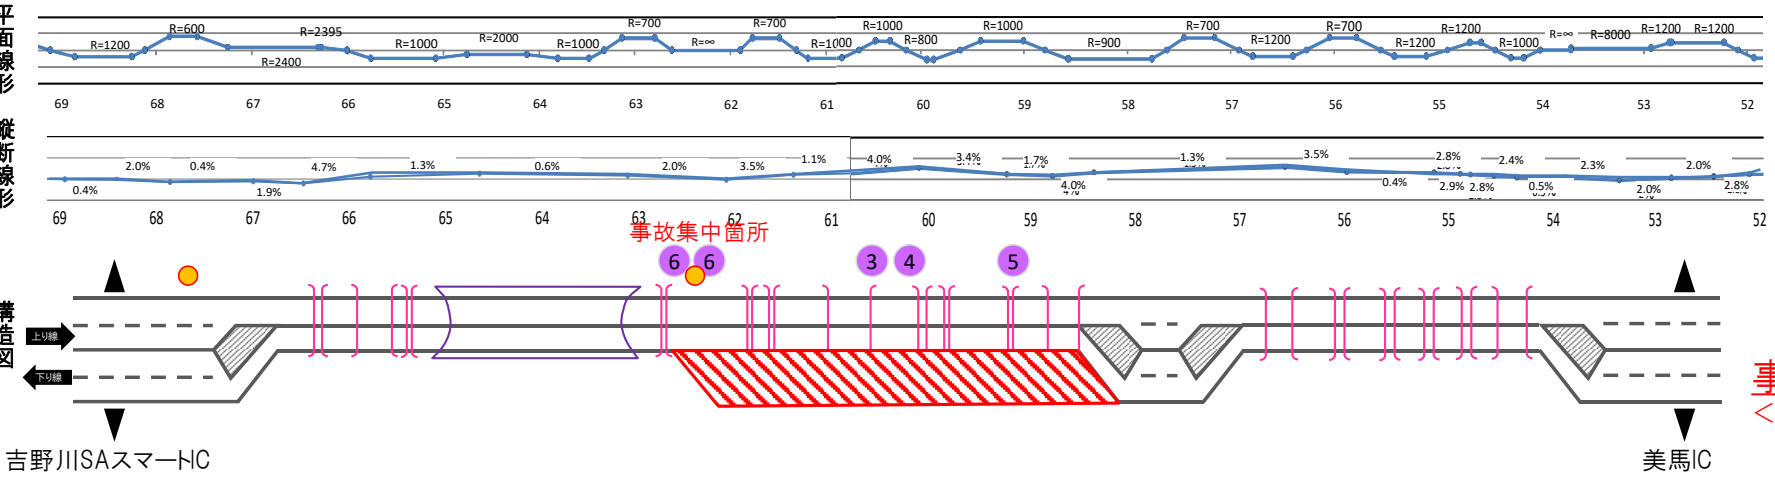 平面線形
R=1200 R=600 R=2400 R=2395 R=1000 R=2000 R=1000 R=700 R=∞ R=700 R=1000 R=1000 R=800 R=1000 R=900 R=700 R=1200 R=700 R=1200 R=1200 R=1000 R=∞ R=8000 R=1200 R=1200
69 68 67 66 65 64 63 62 61 60 59 58 57 56 55 54 53 52
縦断線形
0.4% 2.0% 0.4% 1.9% 4.7% 1.3% 0.6% 2.0% 3.5% 1.1% 4.0% 3.4% 1.7% 4.0% 1.3% 3.5% 0.4% 2.8% 2.9% 2.8% 2.4% 0.5% 2.3% 2.0% 2.0% 2.8%
69 68 67 66 65 64 63 62 61 60 59 58 57 56 55 54 53 52
事故集中箇所
6 6 3 4 5
構造図
上り線
下り線
事
吉野川SAスマートIC
美馬IC